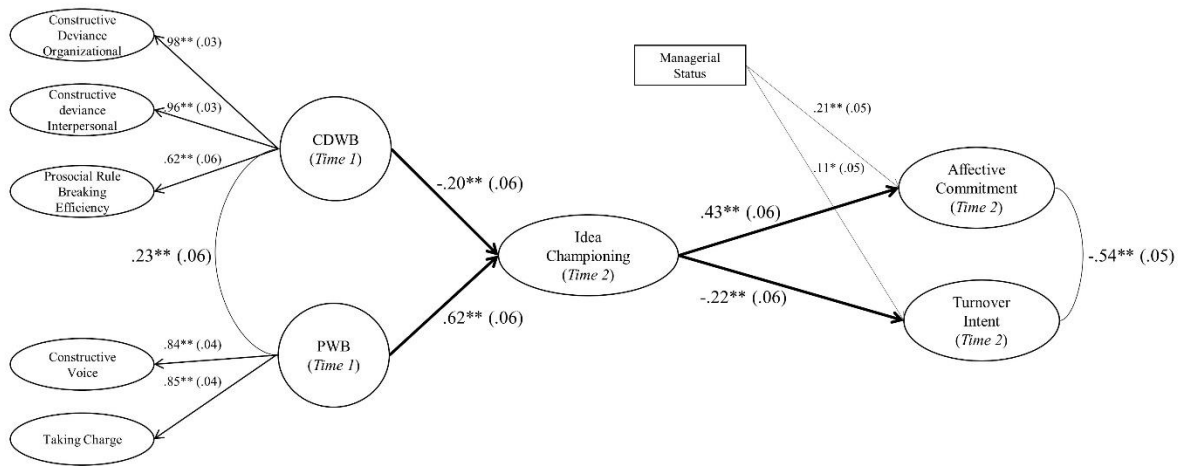 Constructive
Deviance
Organizational
.98** (.03)
Constructive
deviance
Interpersonal
.96** (.03)
Prosocial Rule
Breaking
Efficiency
.62** (.06)
CDWB
(Time 1)
.23** (.06)
PWB
(Time 1)
Constructive
Voice
.84** (.04)
.85** (.04)
Taking Charge
-.20** (.06)
.62** (.06)
Idea
Championing
(Time 2)
Managerial
Status
.21** (.05)
.11* (.05)
.43** (.06)
-.22** (.06)
Affective
Commitment
(Time 2)
Turnover
Intent
(Time 2)
-.54** (.05)